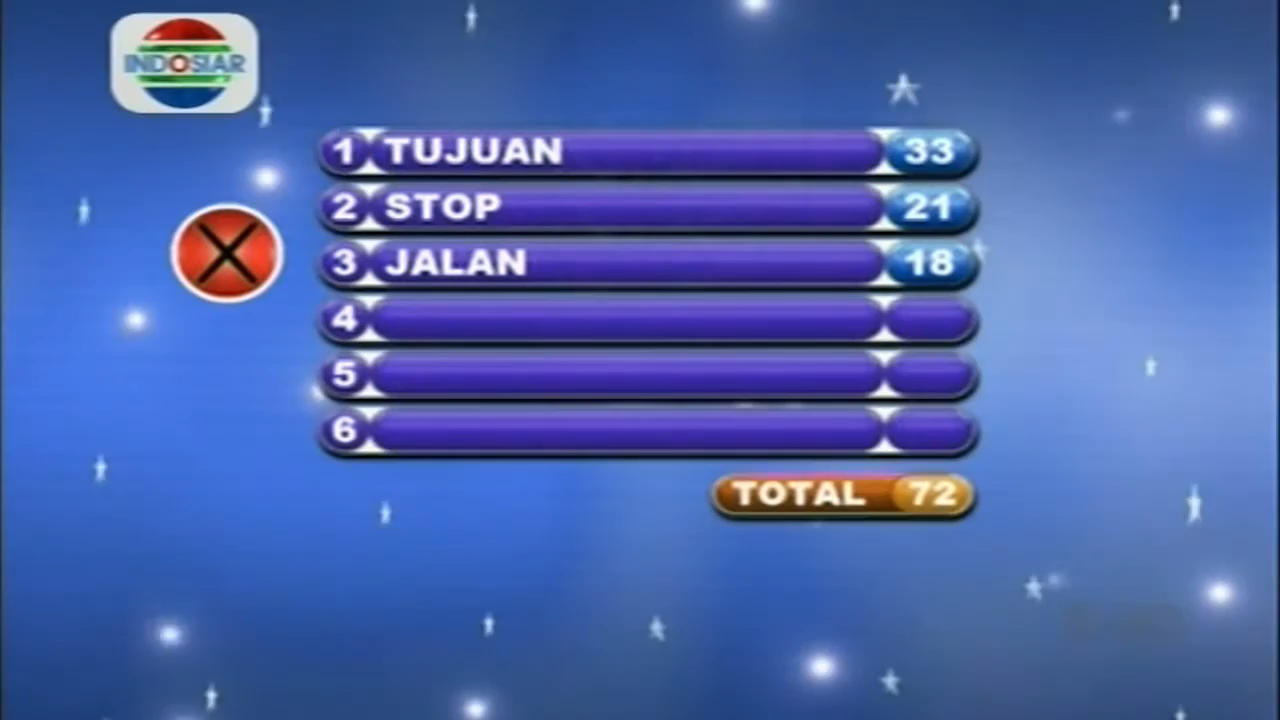 INDOSIAR
1 TUJUAN 33
2 STOP 21
3 JALAN 18
4
5
6
TOTAL 72